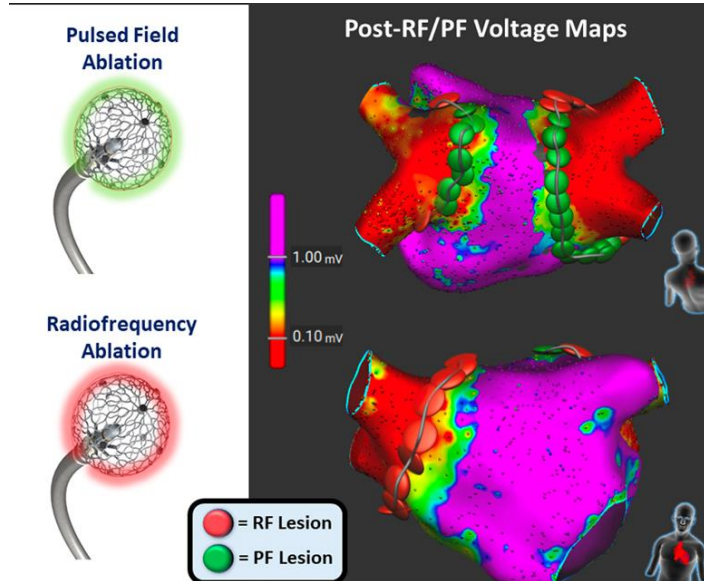 Pulsed Field
Ablation
Radiofrequency
Ablation
Post-RF/PF Voltage Maps
1.00 mV
0.10 mV
= RF Lesion
= PF Lesion